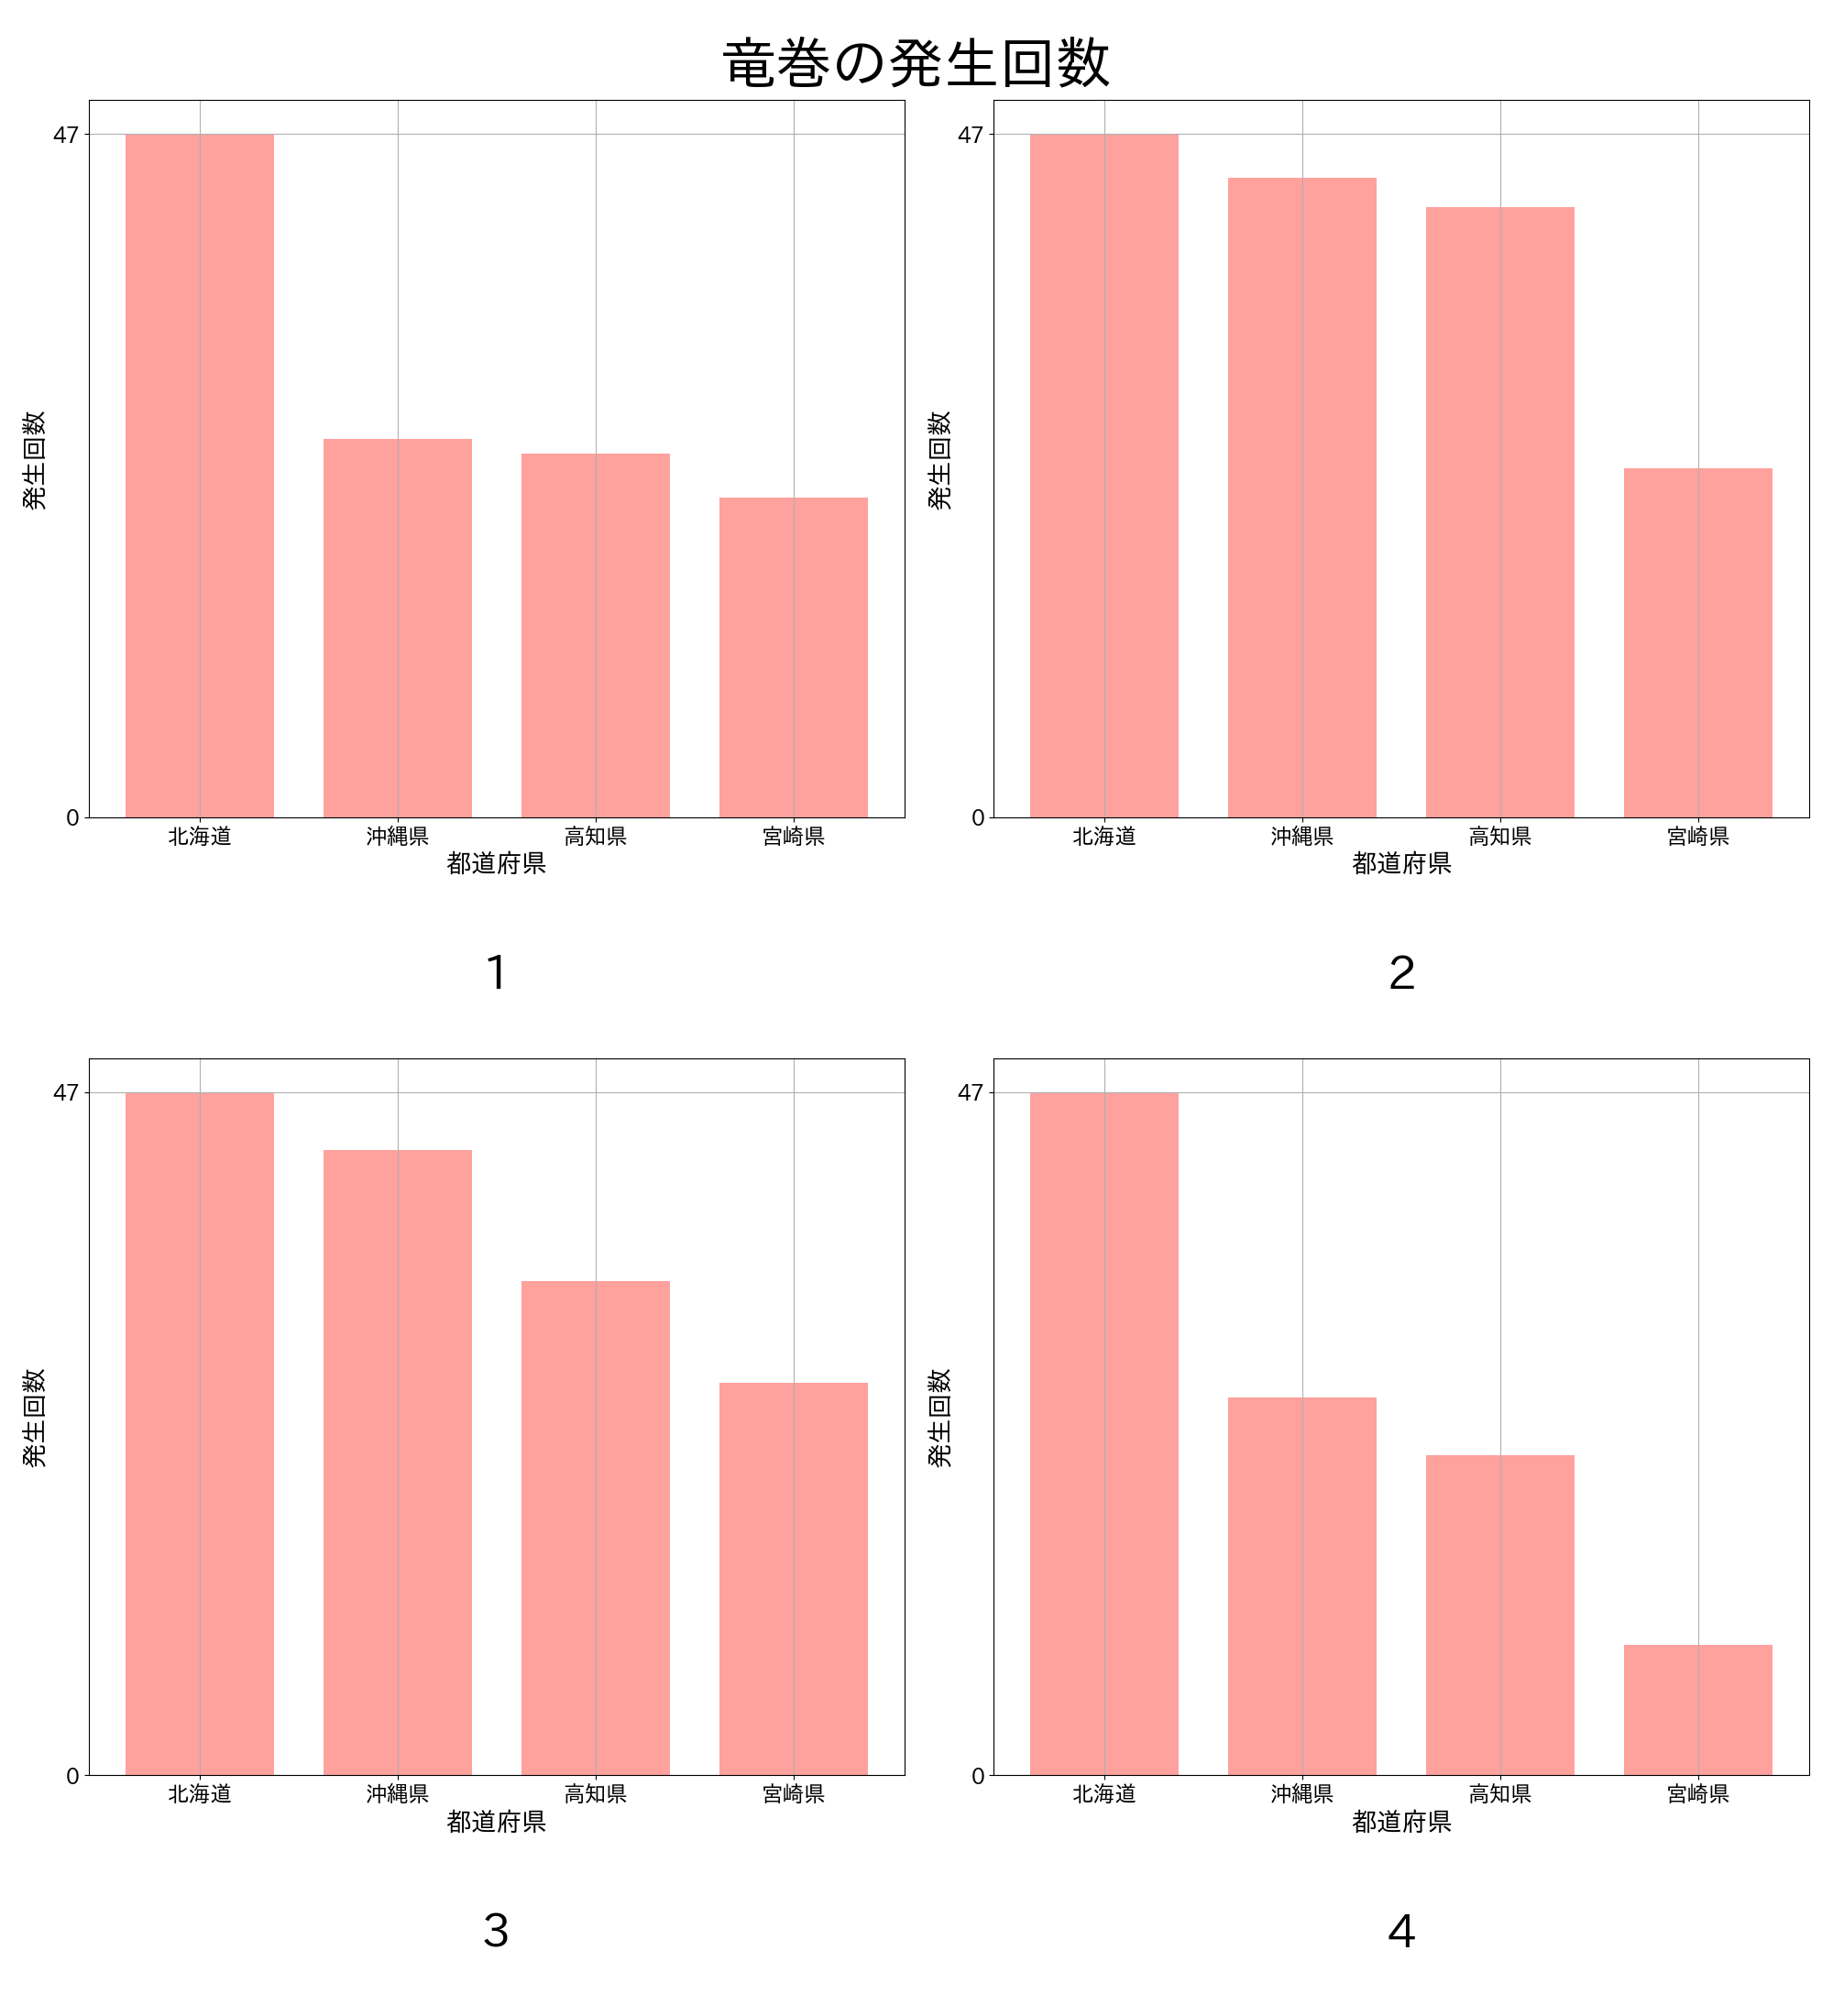 竜巻の発生回数
47
0
発生回数
北海道 沖縄県 高知県 宮崎県
都道府県
1
47
0
発生回数
北海道 沖縄県 高知県 宮崎県
都道府県
2
47
0
発生回数
北海道 沖縄県 高知県 宮崎県
都道府県
3
47
0
発生回数
北海道 沖縄県 高知県 宮崎県
都道府県
4